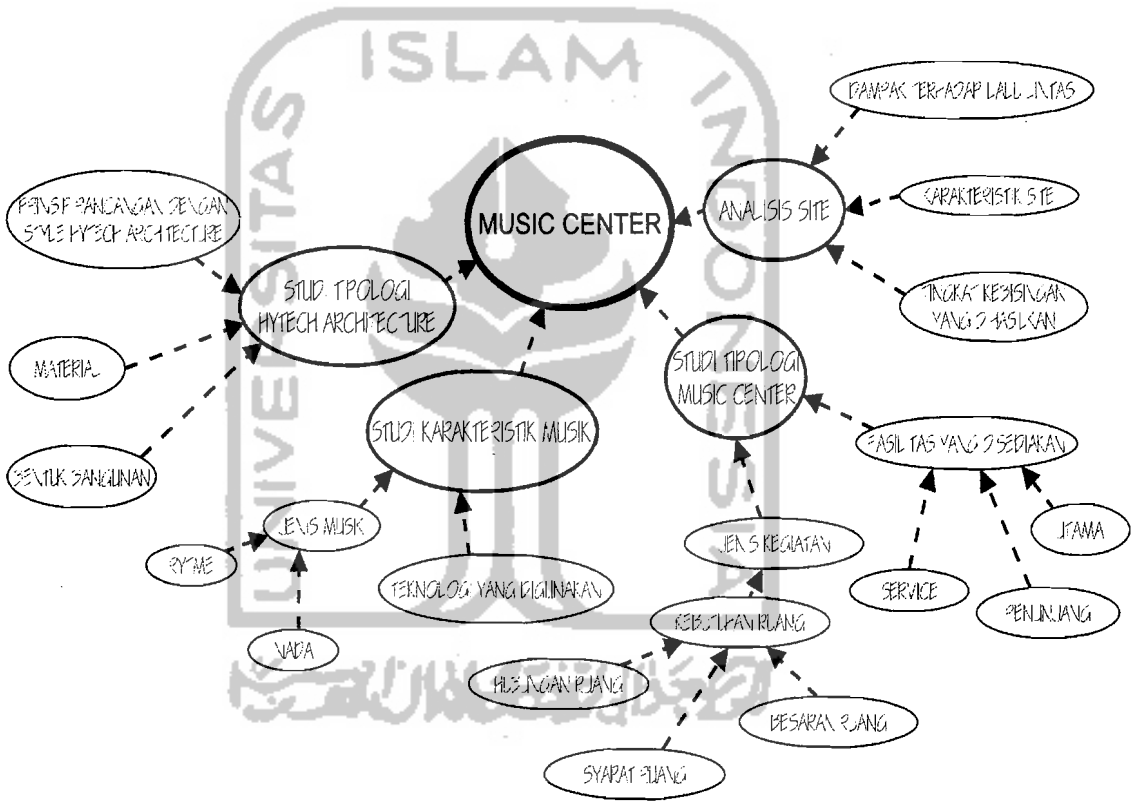 ISLAM
UNIVERSITAS
INDONESIA
DAMPAK TERHADAP LALU LINTAS
MUSIC CENTER
ANALISIS SITE
KARAKTERISTIK SITE
PRINSIP RANCANGAN DENGAN
STYLE HYTECH ARCHITECTURE
STUDI TIPOLOGI
HYTECH ARCHITECTURE
TINGKAT KEBISINGAN
YANG DIHASILKAN
MATERIAL
STUDI TIPOLOGI
MUSIC CENTER
STUDI KARAKTERISTIK MUSIK
FASILITAS YANG DISEDIAKAN
BENTUK BANGUNAN
JENIS MUSIK
UTAMA
JENIS KEGIATAN
RYTME
TEKNOLOGI YANG DIGUNAKAN
SERVICE
PENUNJANG
KEBUTUHAN RUANG
NADA
HUBUNGAN RUANG
BESARAN RUANG
SYARAT RUANG